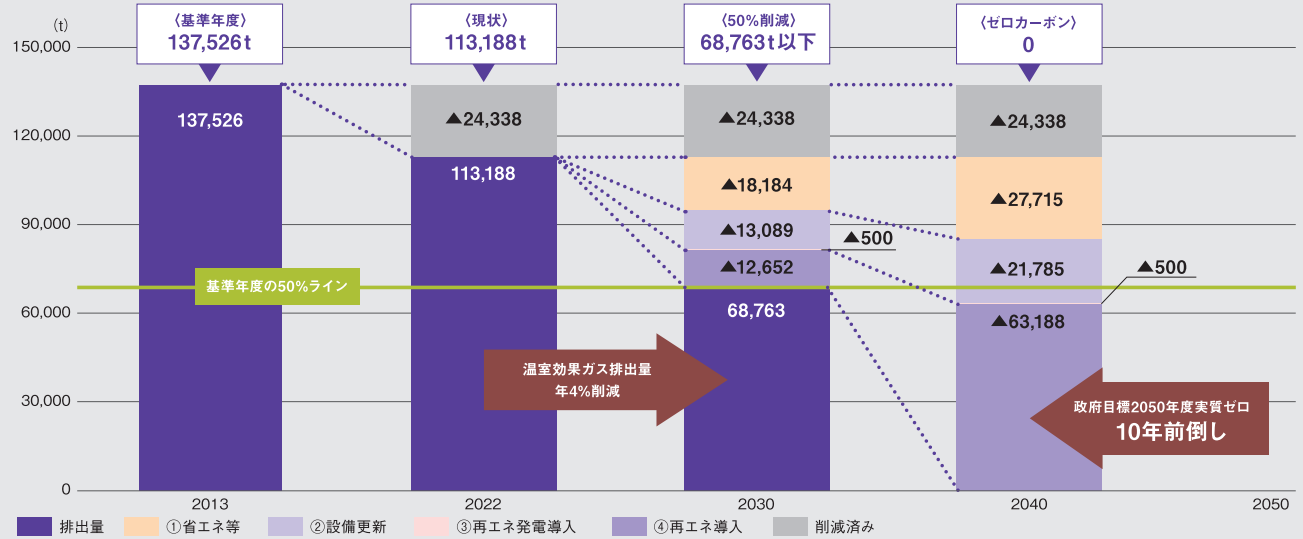 (t)
150,000
120,000
90,000
60,000
30,000
0
〈基準年度〉
137,526t
〈現状〉
113,188t
〈50%削減〉
68,763t以下
〈ゼロカーボン〉
0
137,526
▲24,338
113,188
▲24,338
▲18,184
▲13,089
▲500
▲12,652
68,763
▲24,338
▲27,715
▲21,785
▲500
▲63,188
基準年度の50%ライン
温室効果ガス排出量
年4%削減
政府目標2050年度実質ゼロ
10年前倒し
2013
2022
2030
2040
2050
排出量
①省エネ等
②設備更新
③再エネ発電導入
④再エネ導入
削減済み